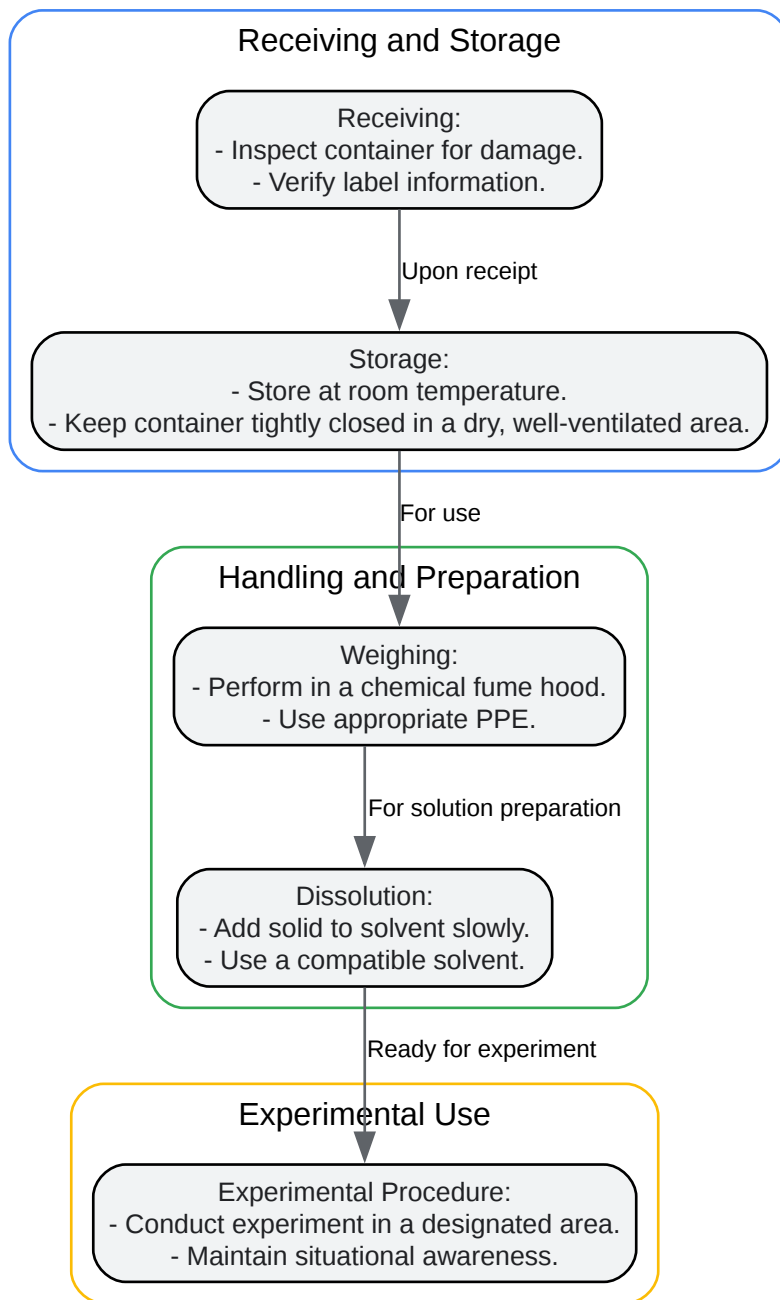 Receiving and Storage
Receiving:
- Inspect container for damage.
- Verify label information.
Upon receipt
Storage:
- Store at room temperature.
- Keep container tightly closed in a dry, well-ventilated area.
For use
Handling and Preparation
Weighing:
- Perform in a chemical fume hood.
- Use appropriate PPE.
For solution preparation
Dissolution:
- Add solid to solvent slowly.
- Use a compatible solvent.
Ready for experiment
Experimental Use
Experimental Procedure:
- Conduct experiment in a designated area.
- Maintain situational awareness.